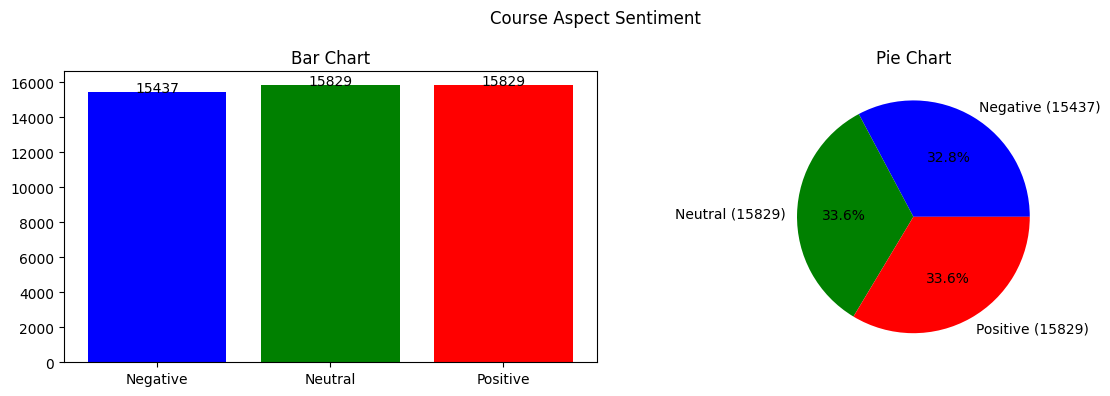 Course Aspect Sentiment
Bar Chart
16000
14000
12000
10000
8000
6000
4000
2000
0
15437
15829
15829
Negative
Neutral
Positive
Pie Chart
Negative (15437)
32.8%
Neutral (15829)
33.6%
33.6%
Positive (15829)